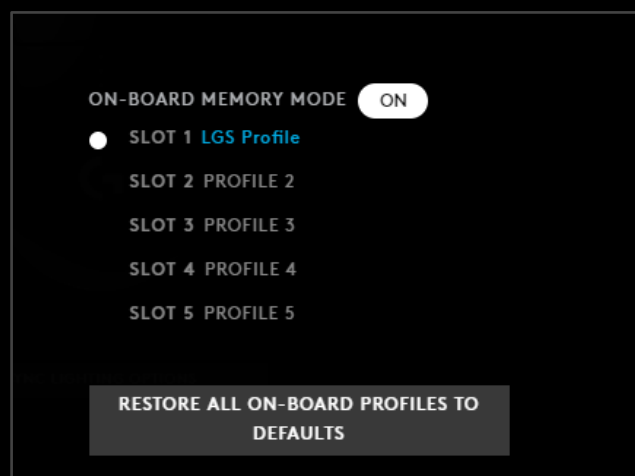 ON-BOARD MEMORY MODE ON
SLOT 1 LGS Profile
SLOT 2 PROFILE 2
SLOT 3 PROFILE 3
SLOT 4 PROFILE 4
SLOT 5 PROFILE 5
RESTORE ALL ON-BOARD PROFILES TO
DEFAULTS